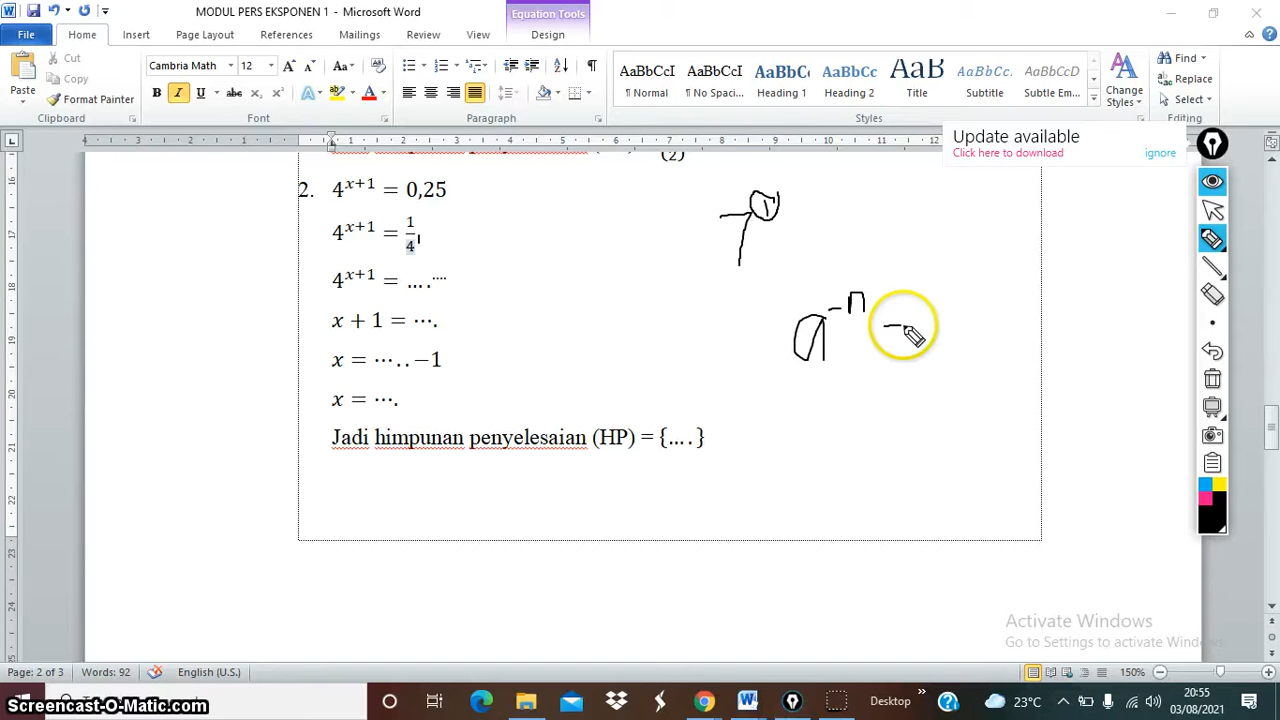 MODUL PERS EKSPONEN 1 - Microsoft Word
Equation Tools
File Home Insert Page Layout References Mailings Review View Design
Cut
Copy
Format Painter
Paste
Cambria Math 12
Clipboard
Font
Paragraph
AaBbCcI AaBbCcI AaBbCc AaBbCc AaB AaBbCcI AaBbCcD
¶ Normal ¶ No Spaci... Heading 1 Heading 2 Title Subtitle Subtle Em...
Styles
Change Styles
Find
Replace
Select
Editing
Update available
Click here to download ignore
(2)
2. 4^{x+1} = 0,25
4^{x+1} = 1/4
4^{x+1} = ... .^{....}
x + 1 = ⋯.
x = ⋯. . −1
x = ⋯.
Jadi himpunan penyelesaian (HP) = {... .}
a^{-n}
Activate Windows
Go to Settings to activate Windows.
Page: 2 of 3 Words: 92 English (U.S.) 150%
Screencast-O-Matic.com
Desktop
23°C
20:55
03/08/2021